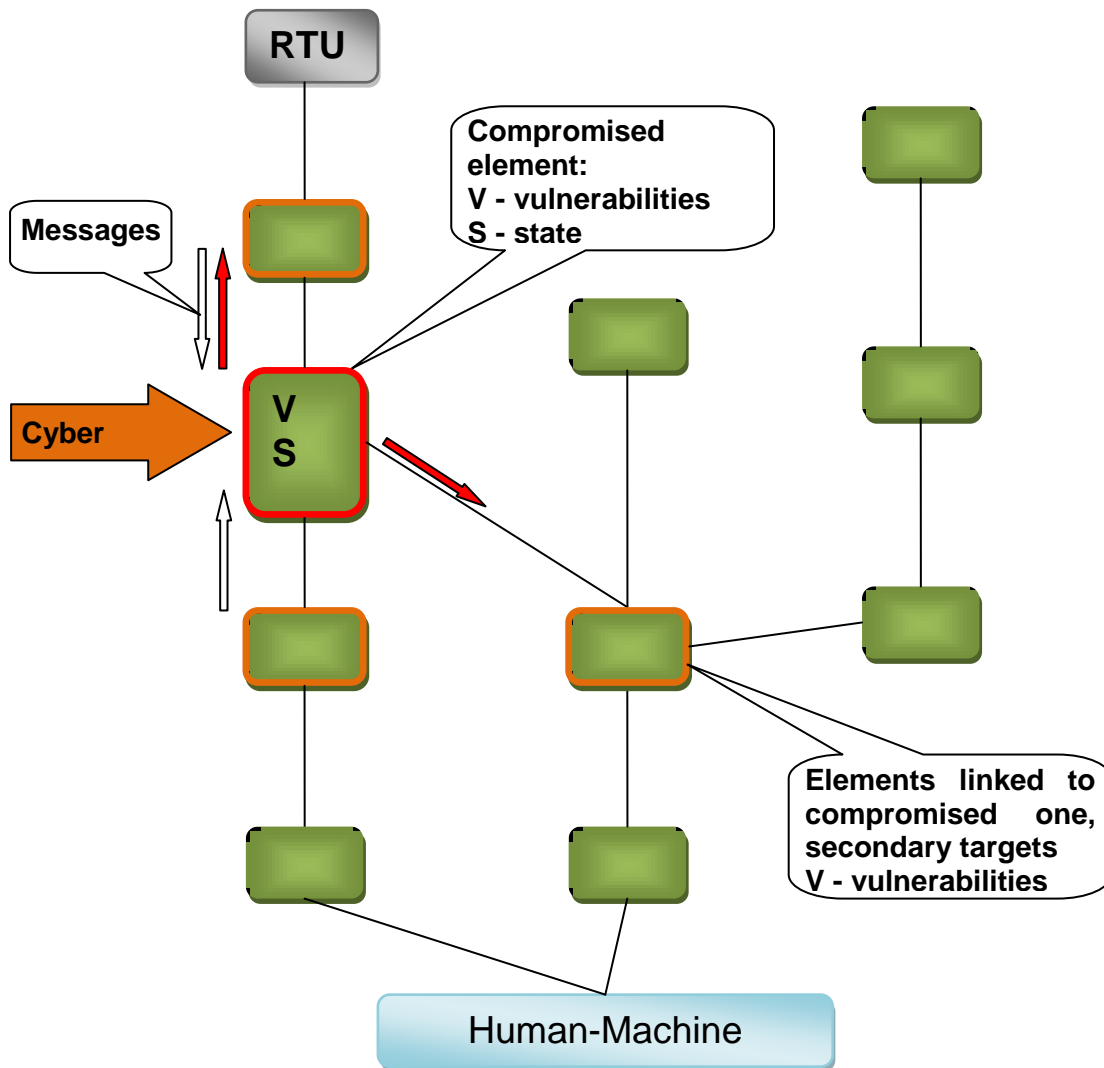 RTU
Compromised
element:
V - vulnerabilities
S - state
Messages
V
S
Cyber
Elements linked to
compromised one,
secondary targets
V - vulnerabilities
Human-Machine